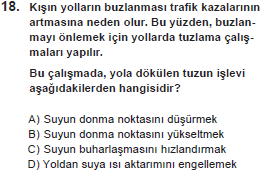 18. Kışın yolların buzlanması trafik kazalarının
artmasına neden olur. Bu yüzden, buzlan-
mayı önlemek için yollarda tuzlama çalış-
maları yapılır.
Bu çalışmada, yola dökülen tuzun işlevi
aşağıdakilerden hangisidir?
A) Suyun donma noktasını düşürmek
B) Suyun donma noktasını yükseltmek
C) Suyun buharlaşmasını hızlandırmak
D) Yoldan suya ısı aktarımını engellemek